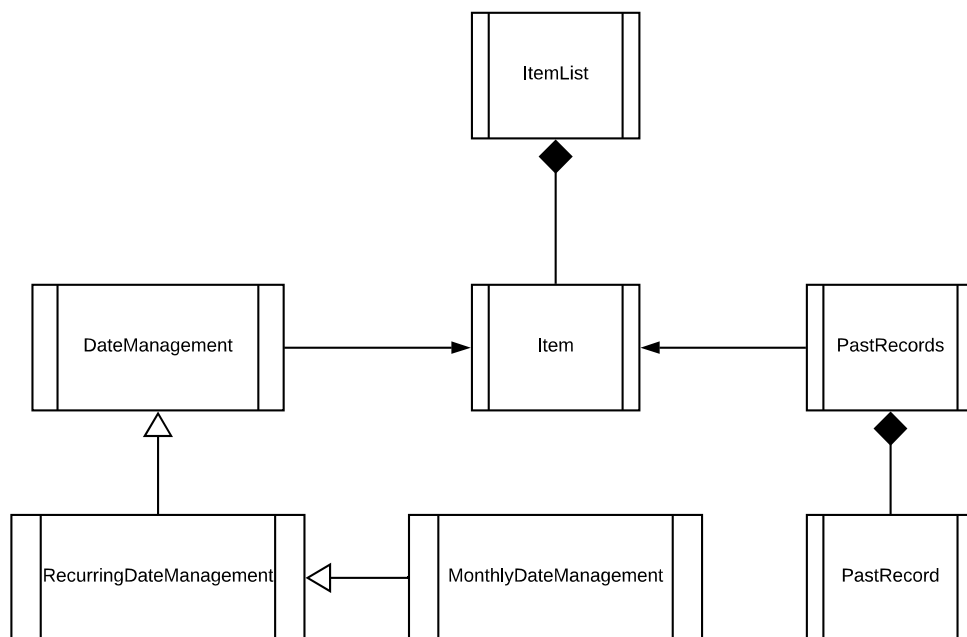 ItemList
DateManagement
Item
PastRecords
RecurringDateManagement
MonthlyDateManagement
PastRecord